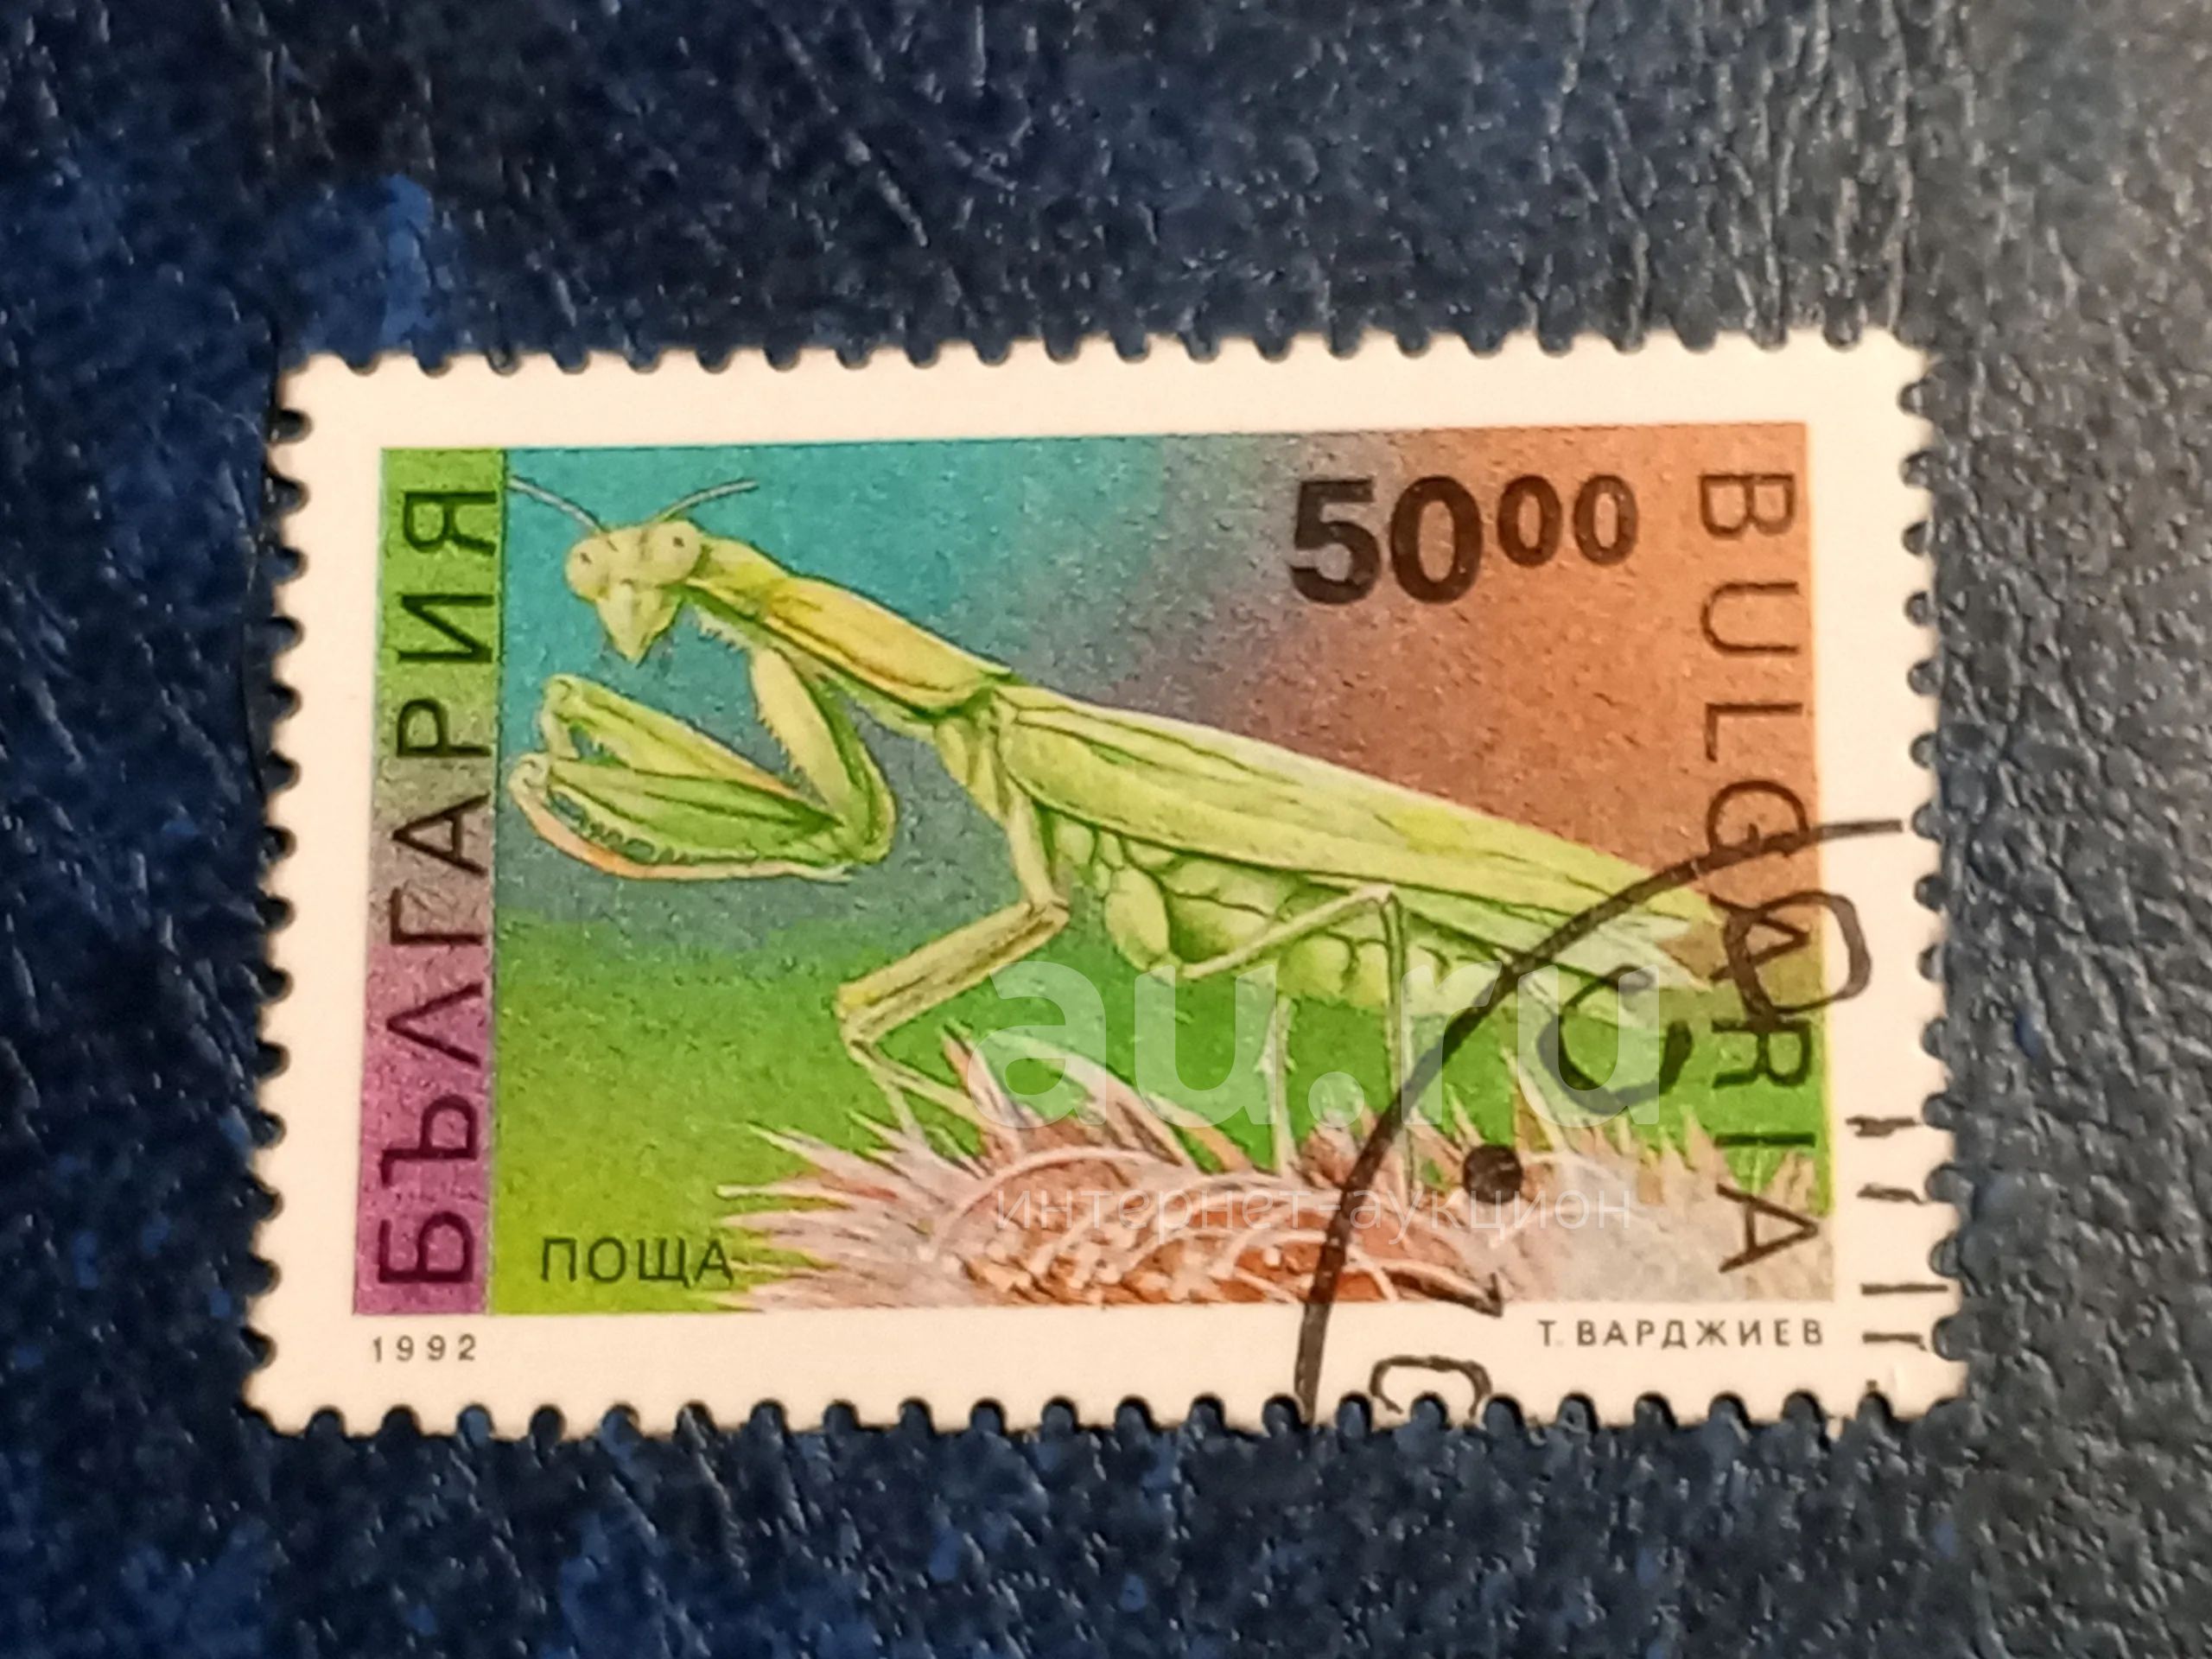 БЪЛГАРИЯ
50⁰⁰
BULGARIA
ПОЩА
1992
Т. ВАРДЖИЕВ
au.ru
интернет-аукцион